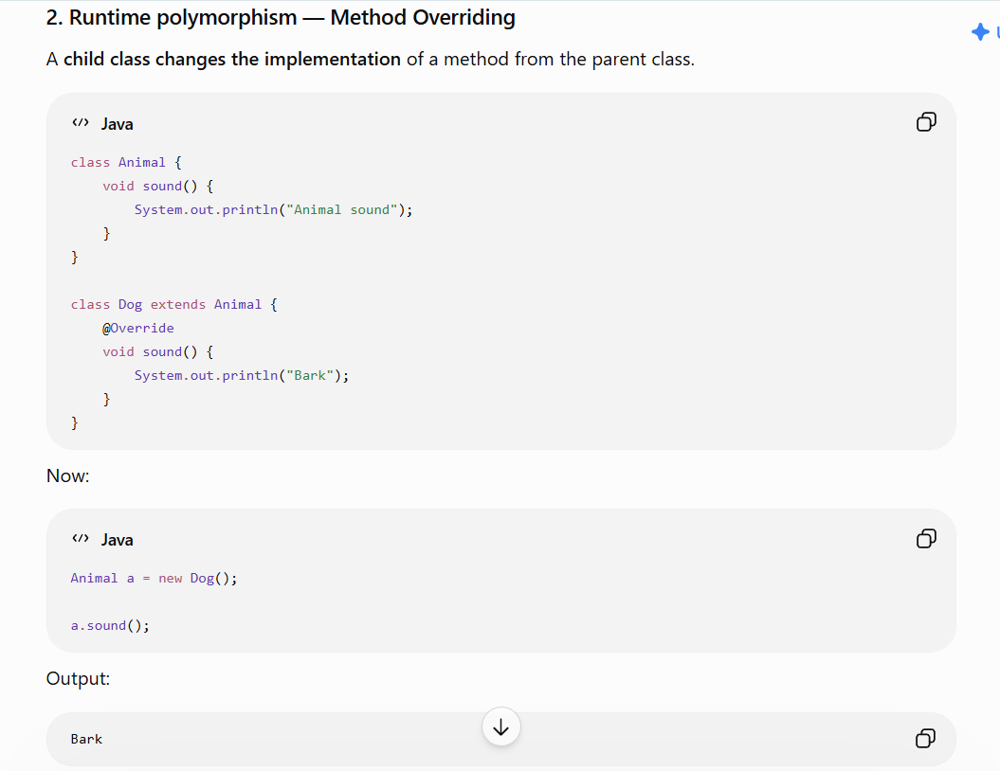 2. Runtime polymorphism — Method Overriding
A child class changes the implementation of a method from the parent class.
</> Java
class Animal {
    void sound() {
        System.out.println("Animal sound");
    }
}
class Dog extends Animal {
    @Override
    void sound() {
        System.out.println("Bark");
    }
}
Now:
</> Java
Animal a = new Dog();
a.sound();
Output:
Bark